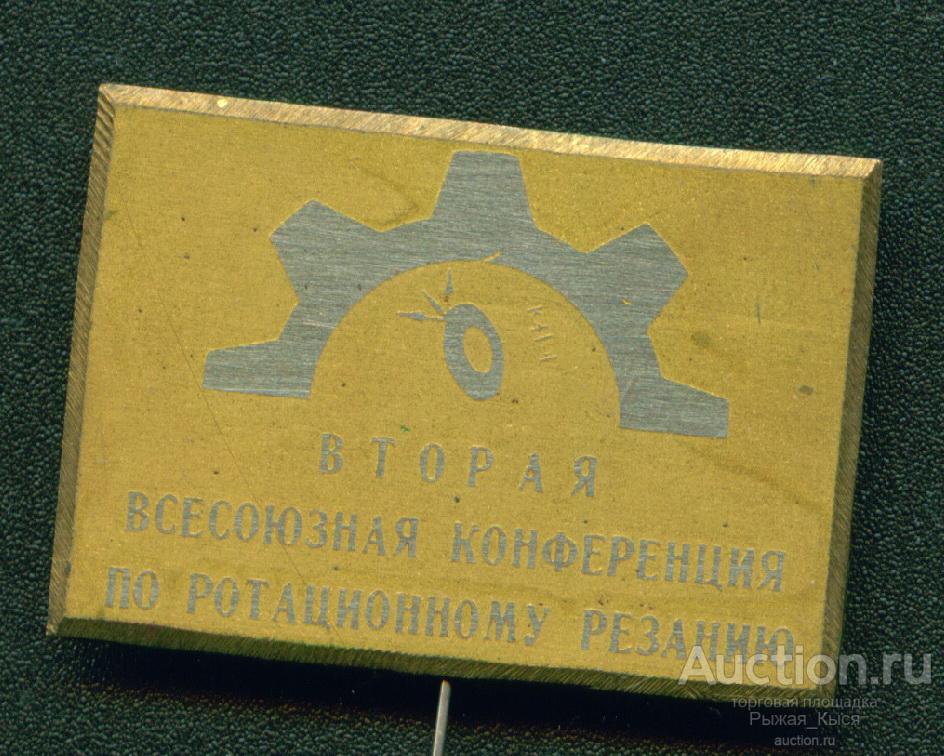 ВТОРАЯ
ВСЕСОЮЗНАЯ КОНФЕРЕНЦИЯ
ПО РОТАЦИОННОМУ РЕЗАНИЮ
Auction.ru
торговая площадка
Рыжая_Кыся
auction.ru